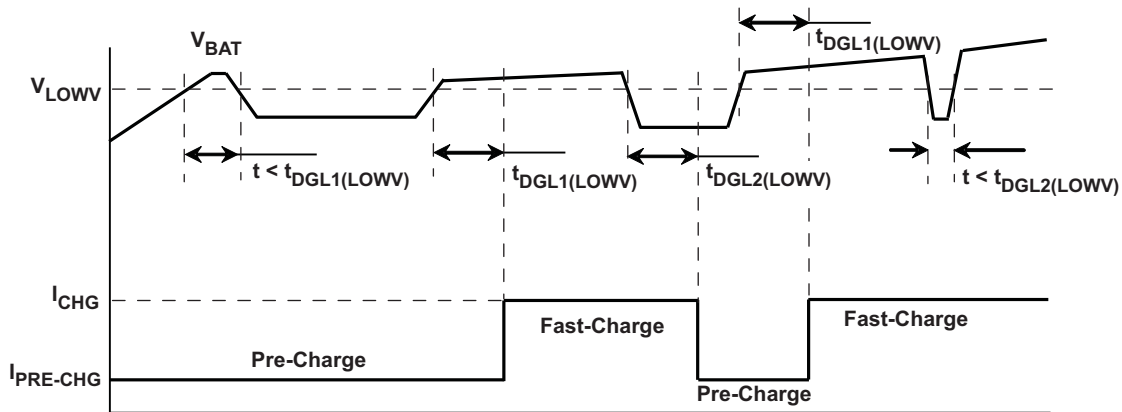 t_DGL1(LOWV)
V_BAT
V_LOWV
t < t_DGL1(LOWV)
t_DGL1(LOWV)
t_DGL2(LOWV)
t < t_DGL2(LOWV)
I_CHG
Fast-Charge
Fast-Charge
Pre-Charge
I_PRE-CHG
Pre-Charge